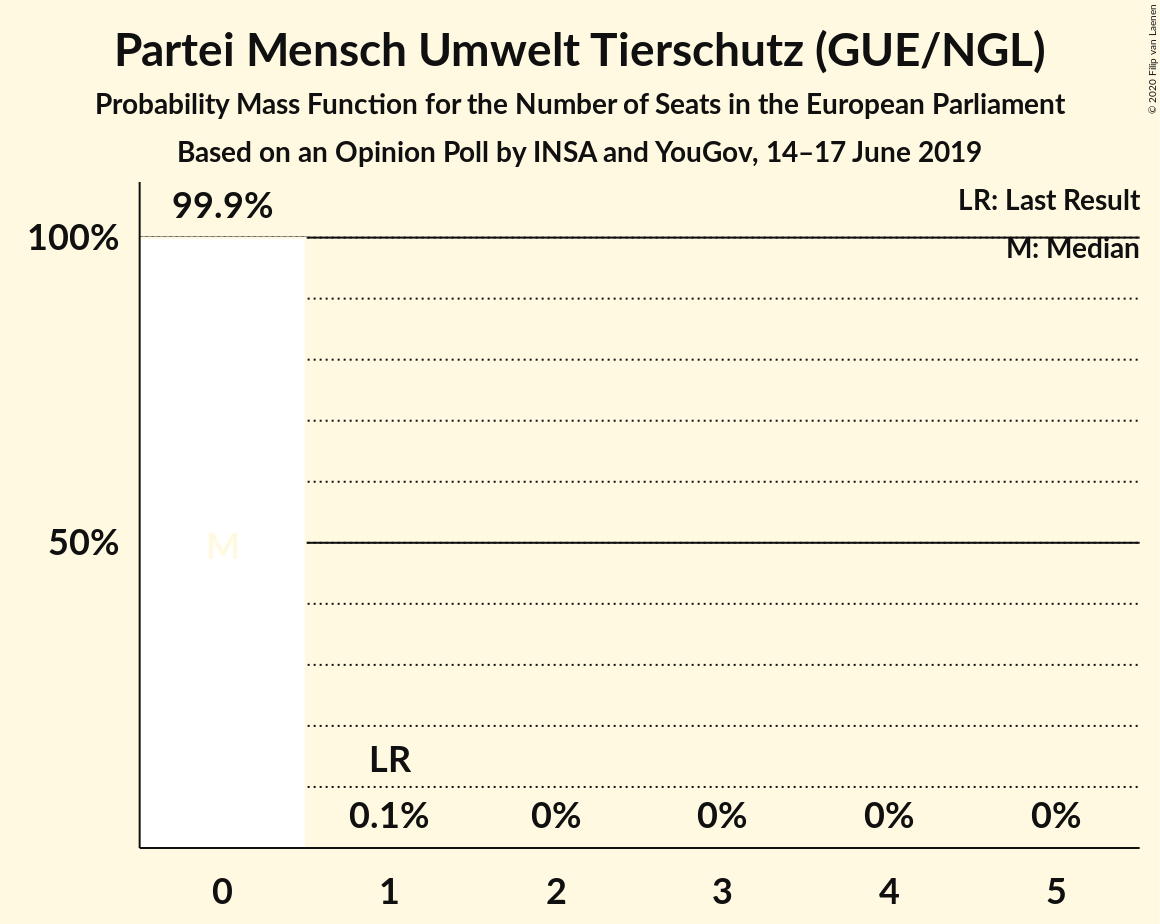 Partei Mensch Umwelt Tierschutz (GUE/NGL)
Probability Mass Function for the Number of Seats in the European Parliament
Based on an Opinion Poll by INSA and YouGov, 14–17 June 2019
© 2020 Filip van Laenen
LR: Last Result
M: Median
99.9%
100%
50%
M
LR
0.1% 0% 0% 0% 0%
0 1 2 3 4 5